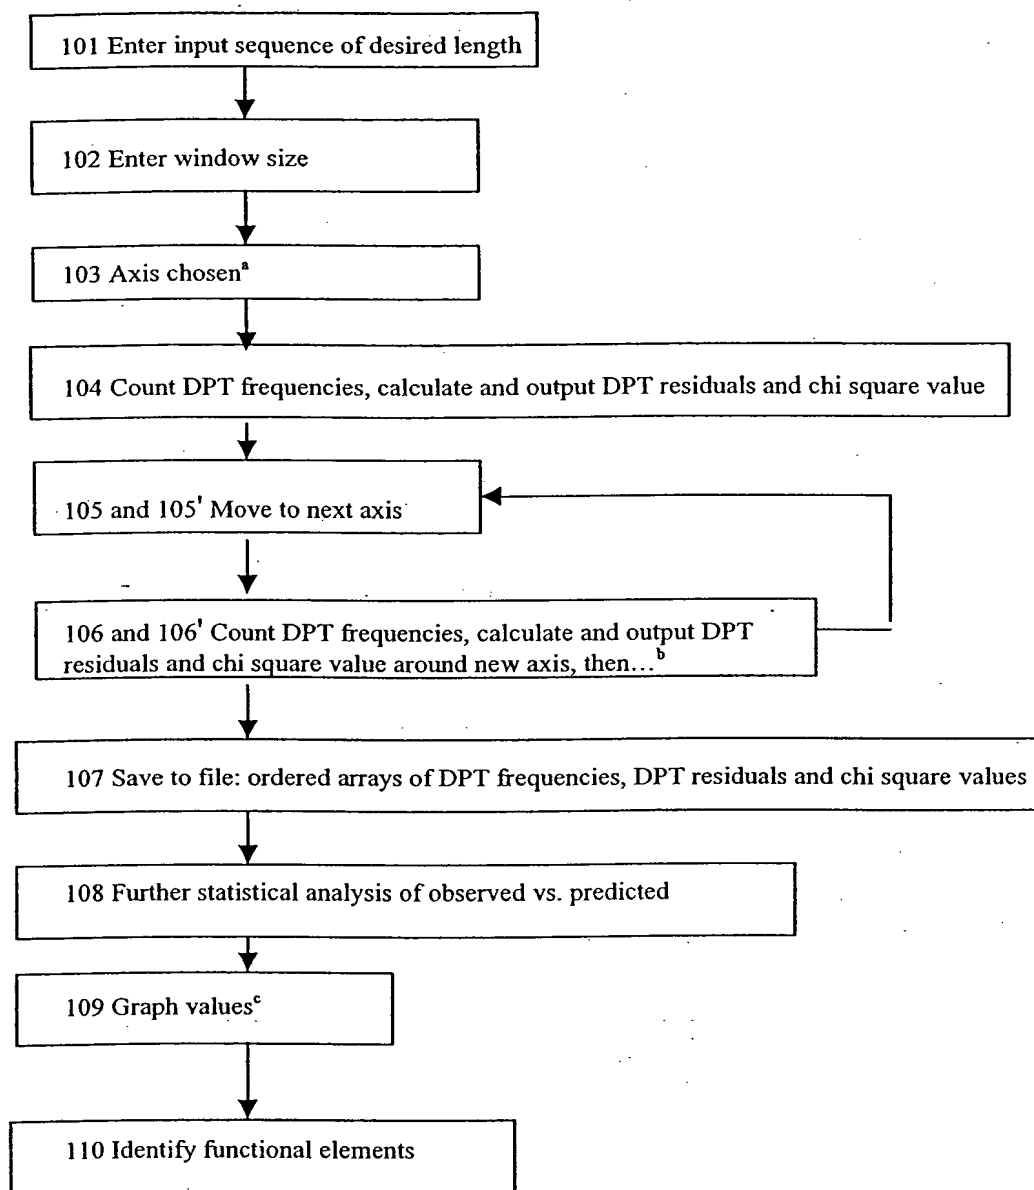 101 Enter input sequence of desired length
102 Enter window size
103 Axis chosenᵃ
104 Count DPT frequencies, calculate and output DPT residuals and chi square value
105 and 105' Move to next axis
106 and 106' Count DPT frequencies, calculate and output DPT
residuals and chi square value around new axis, then…ᵇ
107 Save to file: ordered arrays of DPT frequencies, DPT residuals and chi square values
108 Further statistical analysis of observed vs. predicted
109 Graph valuesᶜ
110 Identify functional elements